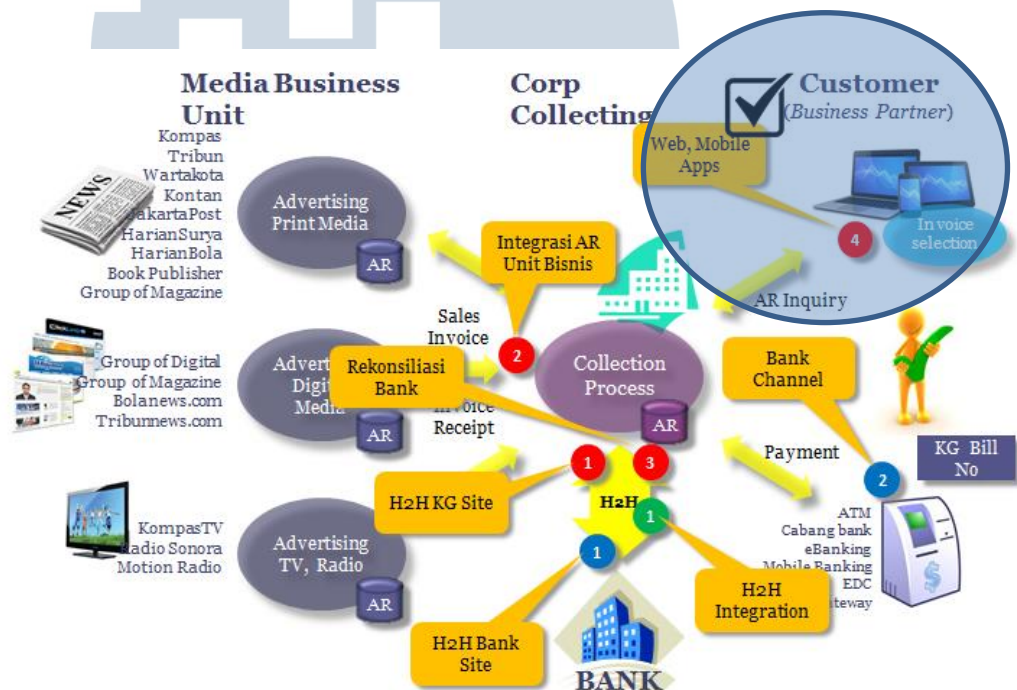 Media Business
Unit
Corp
Collecting
Customer
(Business Partner)
Kompas
Tribun
Wartakota
Kontan
JakartaPost
HarianSurya
HarianBola
Book Publisher
Group of Magazine
NEWS
Advertising
Print Media
AR
Integrasi AR
Unit Bisnis
Web, Mobile
Apps
4
Invoice
selection
AR Inquiry
Sales
Invoice
2
Group of Digital
Group of Magazine
Bolanews.com
Tribunnews.com
Digit
Media
AR
Rekonsiliasi
Bank
Invoice
Receipt
Collection
Process
AR
Bank
Channel
KG Bill
No
Payment
2
1
3
H2H
1
1
H2H KG Site
KompasTV
Radio Sonora
Motion Radio
Advertising
TV, Radio
AR
H2H Bank
Site
H2H
Integration
ATM
Cabang bank
eBanking
Mobile Banking
EDC
BANK